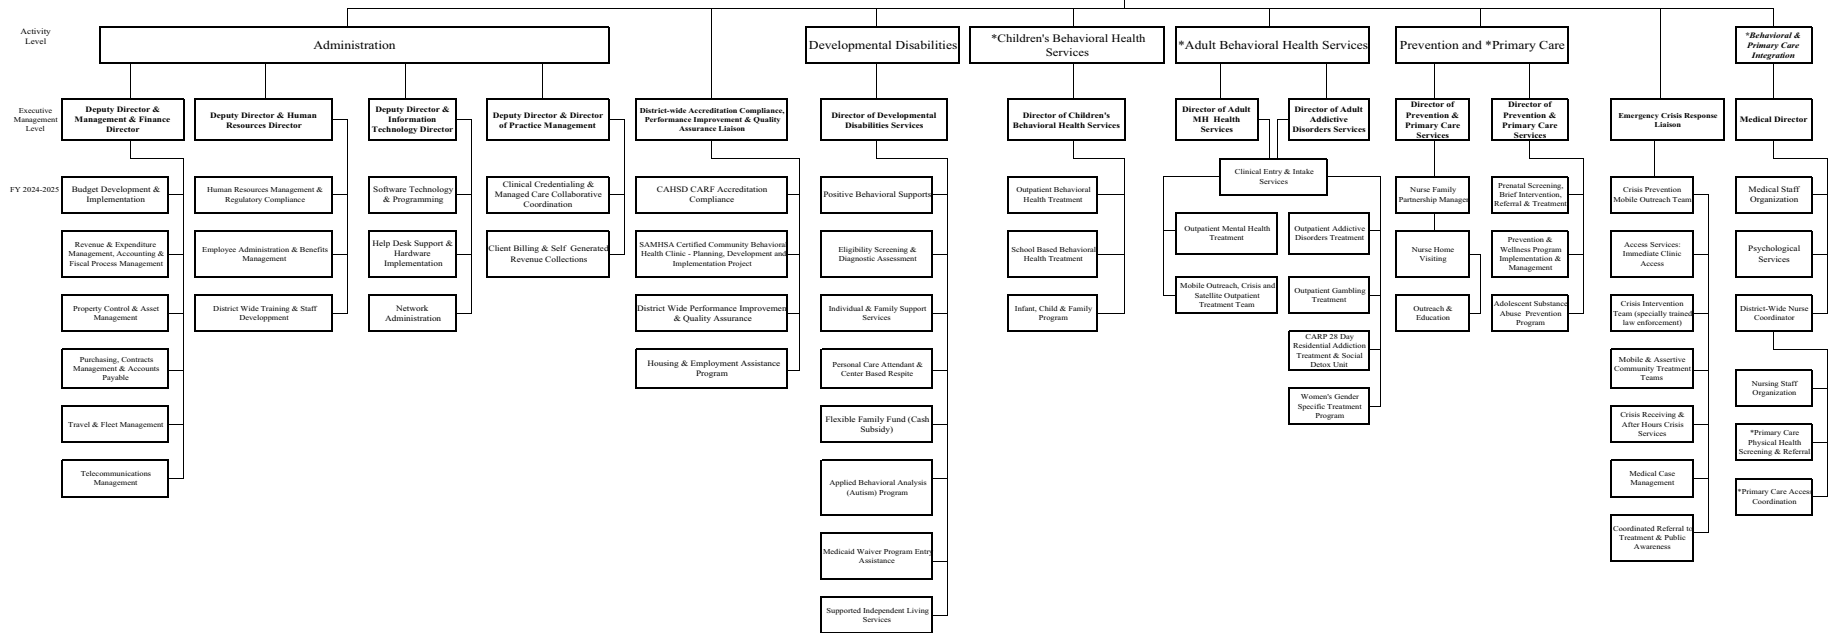 Activity
Level
Administration
Developmental Disabilities
*Children's Behavioral Health
Services
*Adult Behavioral Health Services
Prevention and *Primary Care
*Behavioral &
Primary Care
Integration
Executive
Management
Level
Deputy Director &
Management & Finance
Director
Deputy Director & Human
Resources Director
Deputy Director &
Information
Technology Director
Deputy Director & Director
of Practice Management
District-wide Accreditation Compliance,
Performance Improvement & Quality
Assurance Liaison
Director of Developmental
Disabilities Services
Director of Children's
Behavioral Health Services
Director of Adult
MH Health
Services
Director of Adult
Addictive
Disorders Services
Director of
Prevention &
Primary Care
Services
Director of
Prevention &
Primary Care
Services
Emergency Crisis Response
Liaison
Medical Director
Clinical Entry & Intake
Services
FY 2024-2025
Budget Development &
Implementation
Human Resources Management &
Regulatory Compliance
Software Technology
& Programming
Clinical Credentialing &
Managed Care Collaborative
Coordination
CAHSD CARF Accreditation
Compliance
Positive Behavioral Supports
Outpatient Behavioral
Health Treatment
Nurse Family
Partnership Manager
Prenatal Screening,
Brief Intervention,
Referral & Treatment
Crisis Prevention
Mobile Outreach Team
Medical Staff
Organization
Revenue & Expenditure
Management, Accounting &
Fiscal Process Management
Employee Administration & Benefits
Management
Help Desk Support &
Hardware
Implementation
Client Billing & Self Generated
Revenue Collections
SAMHSA Certified Community Behavioral
Health Clinic - Planning, Development and
Implementation Project
Eligibility Screening &
Diagnostic Assessment
School Based Behavioral
Health Treatment
Outpatient Mental Health
Treatment
Outpatient Addictive
Disorders Treatment
Nurse Home
Visiting
Prevention &
Wellness Program
Implementation &
Management
Access Services:
Immediate Clinic
Access
Psychological
Services
Property Control & Asset
Management
District Wide Training & Staff
Developpment
Network
Administration
District Wide Performance Improvemen
& Quality Assurance
Individual & Family Support
Services
Infant, Child & Family
Program
Mobile Outreach, Crisis and
Satellite Outpatient
Treatment Team
Outpatient Gambling
Treatment
Outreach &
Education
Adolescent Substance
Abuse Prevention
Program
Crisis Intervention
Team (specially trained
law enforcement)
District-Wide Nurse
Coordinator
Purchasing, Contracts
Management & Accounts
Payable
Housing & Employment Assistance
Program
Personal Care Attendant &
Center Based Respite
CARP 28 Day
Residential Addiction
Treatment & Social
Detox Unit
Mobile & Assertive
Community Treatment
Teams
Nursing Staff
Organization
Travel & Fleet Management
Flexible Family Fund (Cash
Subsidy)
Women's Gender
Specific Treatment
Program
Crisis Receiving &
After Hours Crisis
Services
*Primary Care
Physical Health
Screening & Referral
Telecommunications
Management
Applied Behavioral Analysis
(Autism) Program
Medical Case
Management
*Primary Care Access
Coordination
Medicaid Waiver Program Entry
Assistance
Coordinated Referral to
Treatment & Public
Awareness
Supported Independent Living
Services